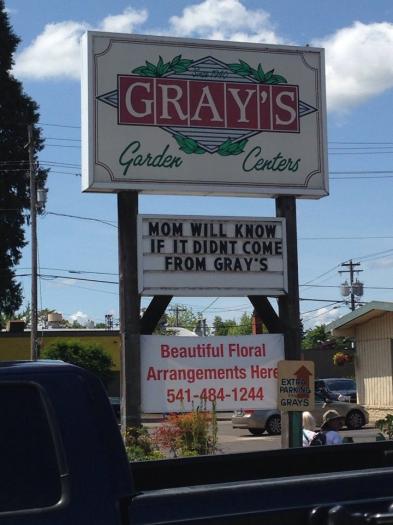 Since 1940
GRAY'S
Garden Centers
MOM WILL KNOW
IF IT DIDNT COME
FROM GRAY'S
Beautiful Floral
Arrangements Here
541-484-1244
EXTRA
PARKING
GRAYS